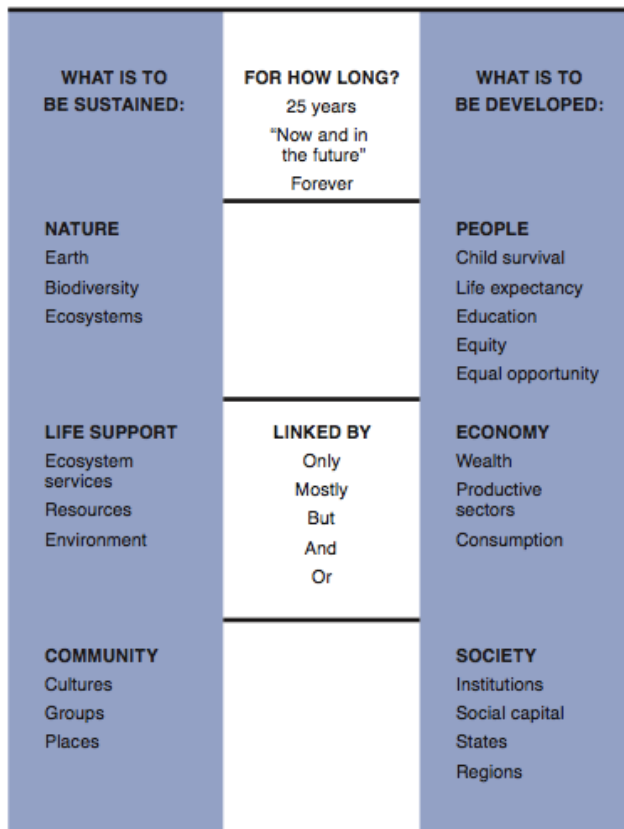 WHAT IS TO
BE SUSTAINED:
FOR HOW LONG?
25 years
“Now and in
the future”
Forever
WHAT IS TO
BE DEVELOPED:
NATURE
Earth
Biodiversity
Ecosystems
PEOPLE
Child survival
Life expectancy
Education
Equity
Equal opportunity
LIFE SUPPORT
Ecosystem
services
Resources
Environment
LINKED BY
Only
Mostly
But
And
Or
ECONOMY
Wealth
Productive
sectors
Consumption
COMMUNITY
Cultures
Groups
Places
SOCIETY
Institutions
Social capital
States
Regions